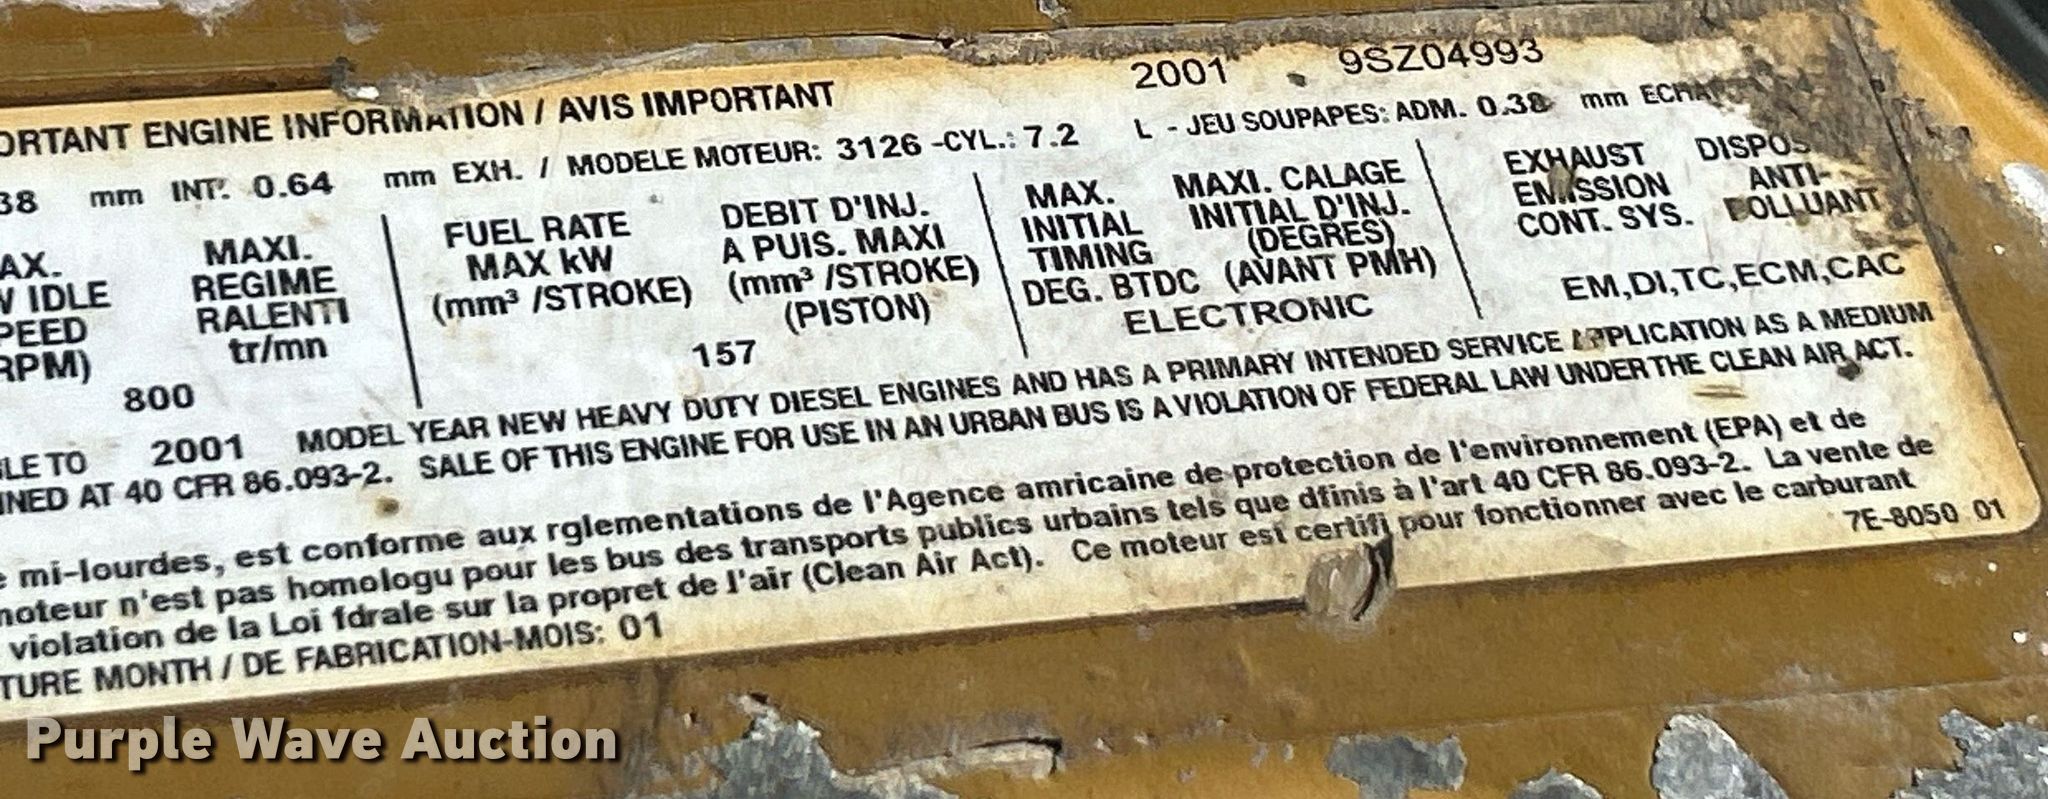 2001 9SZ04993
ORTANT ENGINE INFORMATION / AVIS IMPORTANT
38 mm INT. 0.64 mm EXH. / MODELE MOTEUR: 3126 -CYL.: 7.2 L - JEU SOUPAPES: ADM. 0.38 mm
AX. MAXI. FUEL RATE DEBIT D'INJ. MAX. MAXI. CALAGE EXHAUST DISPOS
W IDLE REGIME MAX kW A PUIS. MAXI INITIAL INITIAL D'INJ. EMISSION ANTI-
PEED RALENTI (mm³ /STROKE) (mm³ /STROKE) TIMING (DEGRES) CONT. SYS. POLLUANT
RPM) tr/mn (PISTON) DEG. BTDC (AVANT PMH)
800 157 ELECTRONIC EM,DI,TC,ECM,CAC
LE TO 2001 MODEL YEAR NEW HEAVY DUTY DIESEL ENGINES AND HAS A PRIMARY INTENDED SERVICE APPLICATION AS A MEDIUM
INED AT 40 CFR 86.093-2. SALE OF THIS ENGINE FOR USE IN AN URBAN BUS IS A VIOLATION OF FEDERAL LAW UNDER THE CLEAN AIR ACT.
e mi-lourdes, est conforme aux rglementations de l'Agence amricaine de protection de l'environnement (EPA) et de
moteur n'est pas homologu pour les bus des transports publics urbains tels que dfinis à l'art 40 CFR 86.093-2. La vente de
violation de la Loi fdrale sur la propret de l'air (Clean Air Act). Ce moteur est certifi pour fonctionner avec le carburant
TURE MONTH / DE FABRICATION-MOIS: 01
7E-8050 01
Purple Wave Auction